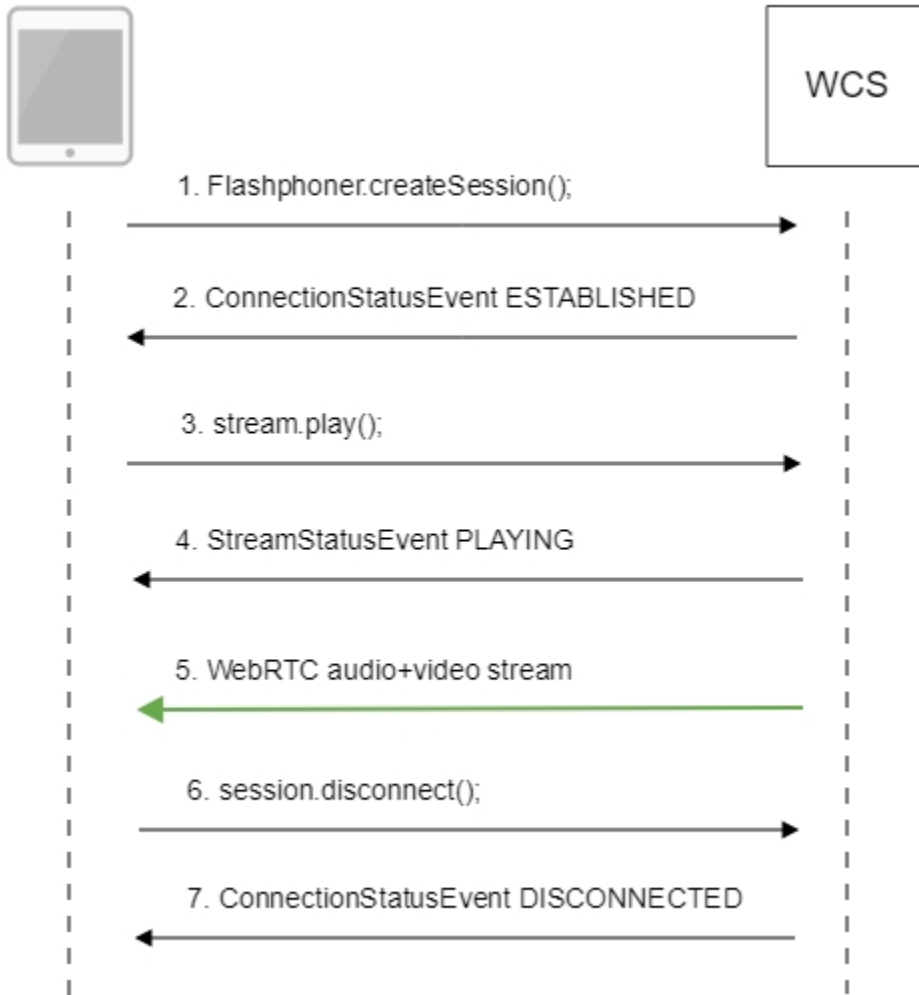 WCS
1. Flashphoner.createSession();
2. ConnectionStatusEvent ESTABLISHED
3. stream.play();
4. StreamStatusEvent PLAYING
5. WebRTC audio+video stream
6. session.disconnect();
7. ConnectionStatusEvent DISCONNECTED